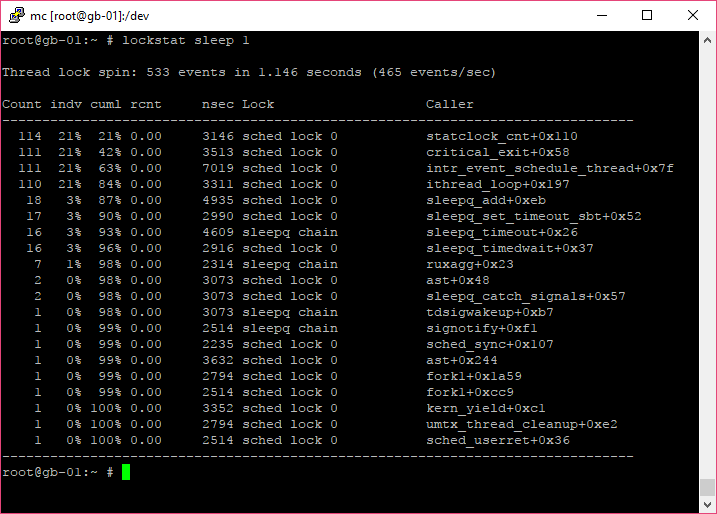 mc [root@gb-01]:/dev
root@gb-01:~ # lockstat sleep 1
Thread lock spin: 533 events in 1.146 seconds (465 events/sec)
Count indv cuml rcnt     nsec Lock                   Caller
-------------------------------------------------------------------------------
  114  21%  21% 0.00     3146 sched lock 0           statclock_cnt+0x110
  111  21%  42% 0.00     3513 sched lock 0           critical_exit+0x58
  111  21%  63% 0.00     7019 sched lock 0           intr_event_schedule_thread+0x7f
  110  21%  84% 0.00     3311 sched lock 0           ithread_loop+0x197
   18   3%  87% 0.00     4935 sched lock 0           sleepq_add+0xeb
   17   3%  90% 0.00     2990 sched lock 0           sleepq_set_timeout_sbt+0x52
   16   3%  93% 0.00     4609 sleepq chain           sleepq_timeout+0x26
   16   3%  96% 0.00     2916 sched lock 0           sleepq_timedwait+0x37
    7   1%  98% 0.00     2314 sleepq chain           ruxagg+0x23
    2   0%  98% 0.00     3073 sched lock 0           ast+0x48
    2   0%  98% 0.00     3073 sched lock 0           sleepq_catch_signals+0x57
    1   0%  98% 0.00     3073 sleepq chain           tdsigwakeup+0xb7
    1   0%  99% 0.00     2514 sleepq chain           signotify+0xf1
    1   0%  99% 0.00     2235 sched lock 0           sched_sync+0x107
    1   0%  99% 0.00     3632 sched lock 0           ast+0x244
    1   0%  99% 0.00     2794 sched lock 0           fork1+0x1a59
    1   0%  99% 0.00     2514 sched lock 0           fork1+0xcc9
    1   0% 100% 0.00     3352 sched lock 0           kern_yield+0xc1
    1   0% 100% 0.00     2794 sched lock 0           umtx_thread_cleanup+0xe2
    1   0% 100% 0.00     2514 sched lock 0           sched_userret+0x36
-------------------------------------------------------------------------------
root@gb-01:~ #